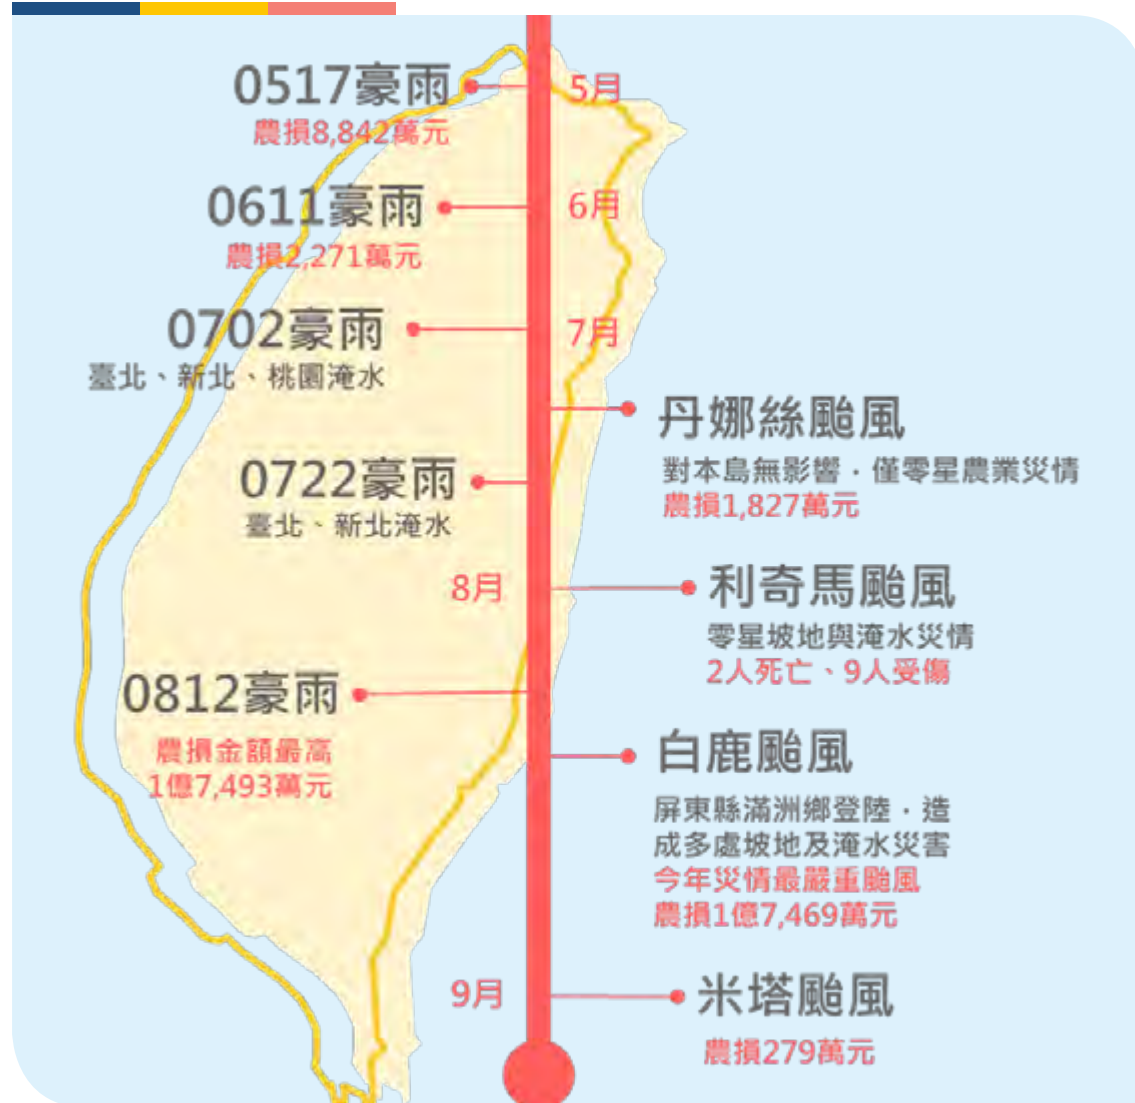 0517豪雨
農損8,842萬元
5月
0611豪雨
農損2,271萬元
6月
0702豪雨
臺北、新北、桃園淹水
7月
丹娜絲颱風
對本島無影響，僅零星農業災情
農損1,827萬元
0722豪雨
臺北、新北淹水
8月
利奇馬颱風
零星坡地與淹水災情
2人死亡、9人受傷
0812豪雨
農損金額最高
1億7,493萬元
白鹿颱風
屏東縣滿洲鄉登陸，造
成多處坡地及淹水災害
今年災情最嚴重颱風
農損1億7,469萬元
9月
米塔颱風
農損279萬元